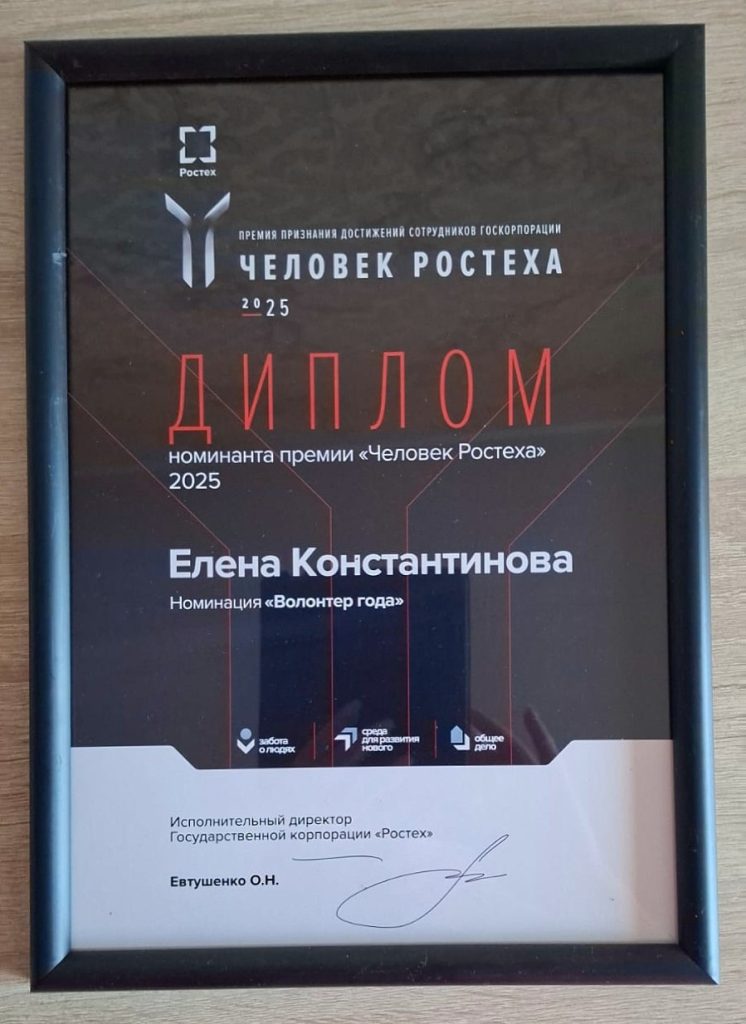 Ростех
ПРЕМИЯ ПРИЗНАНИЯ ДОСТИЖЕНИЙ СОТРУДНИКОВ ГОСКОРПОРАЦИИ
ЧЕЛОВЕК РОСТЕХА
2025
ДИПЛОМ
номинанта премии «Человек Ростеха»
2025
Елена Константинова
Номинация «Волонтер года»
забота
о людях
среда
для развития
нового
общее
дело
Исполнительный директор
Государственной корпорации «Ростех»
Евтушенко О.Н.